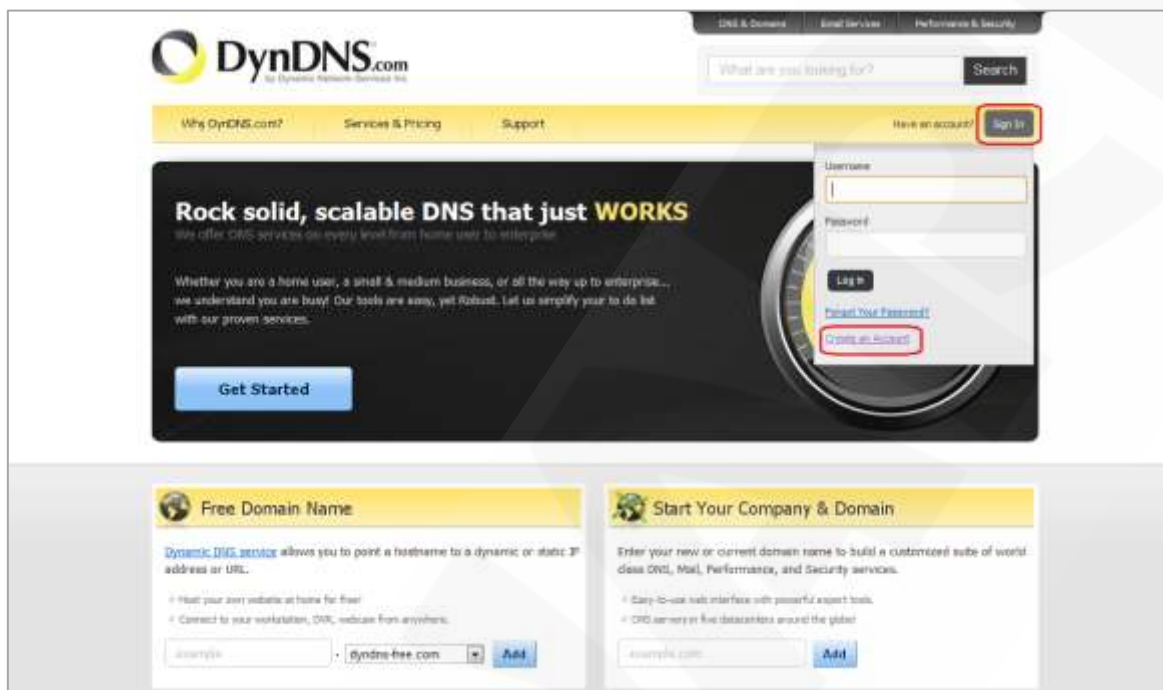 DNS & Domains Email Services Performance & Security
DynDNS.com
by Dynamic Network Services Inc.
What are you looking for? Search
Why DynDNS.com? Services & Pricing Support Have an account? Sign In
Username
Password
Log In
Forgot Your Password?
Create an Account
Rock solid, scalable DNS that just WORKS
We offer DNS services on every level from home user to enterprise
Whether you are a home user, a small & medium business, or all the way up to enterprise...
we understand you are busy! Our tools are easy, yet Robust. Let us simplify your to do list
with our proven services.
Get Started
Free Domain Name
Dynamic DNS service allows you to point a hostname to a dynamic or static IP
address or URL.
Host your own website at home for free!
Connect to your workstation, DVR, webcam from anywhere.
example . dyndns-free.com Add
Start Your Company & Domain
Enter your new or current domain name to build a customized suite of world
class DNS, Mail, Performance, and Security services.
Easy-to-use web interface with powerful expert tools.
DNS servers in five datacenters around the globe!
example.com Add